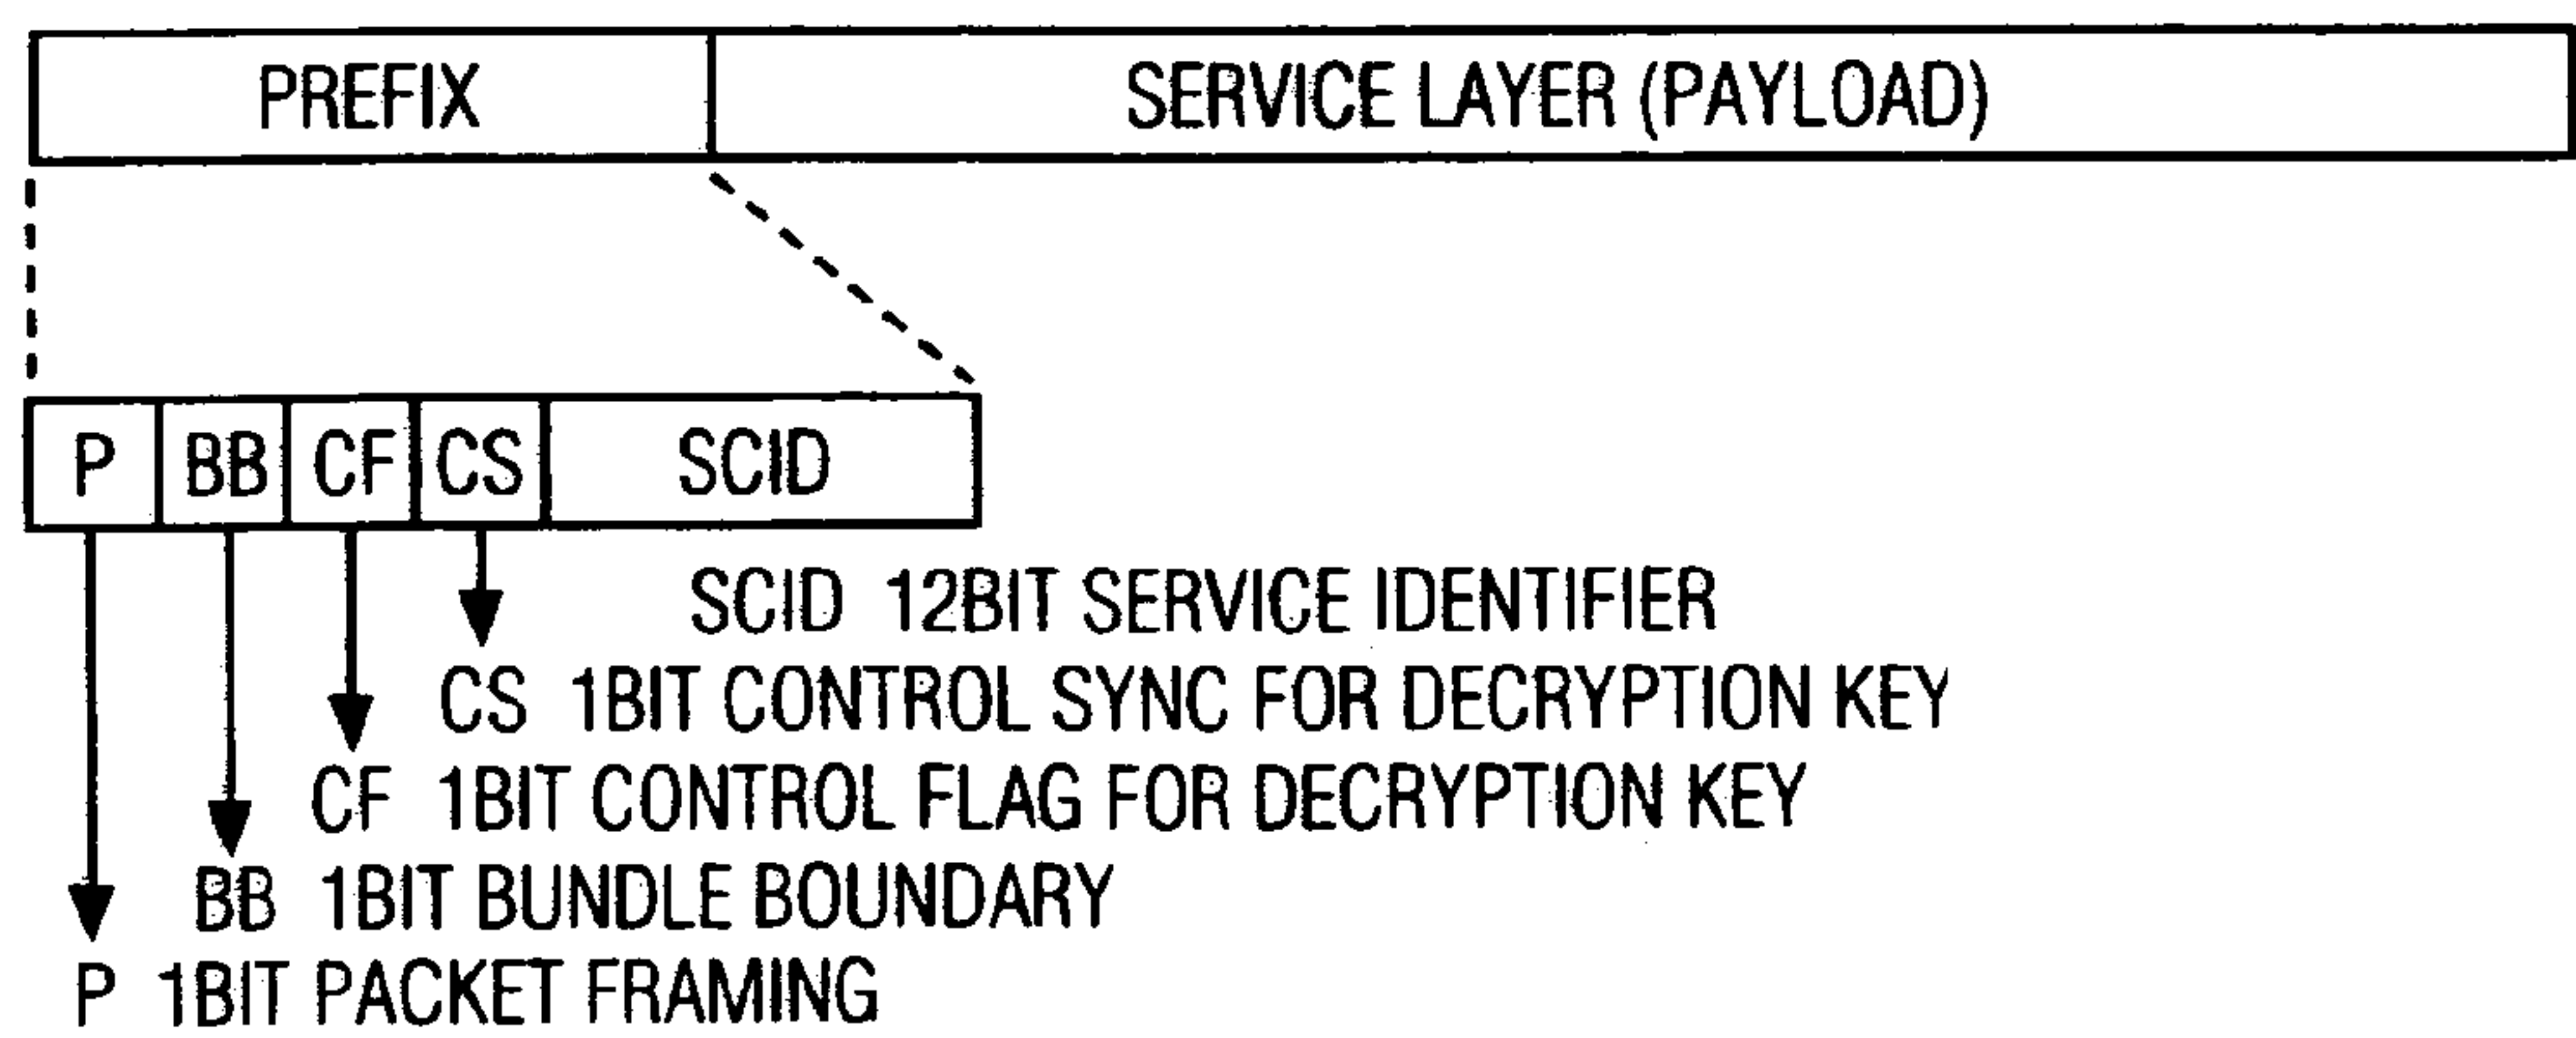 PREFIX SERVICE LAYER (PAYLOAD)
P BB CF CS SCID
SCID 12BIT SERVICE IDENTIFIER
CS 1BIT CONTROL SYNC FOR DECRYPTION KEY
CF 1BIT CONTROL FLAG FOR DECRYPTION KEY
BB 1BIT BUNDLE BOUNDARY
P 1BIT PACKET FRAMING